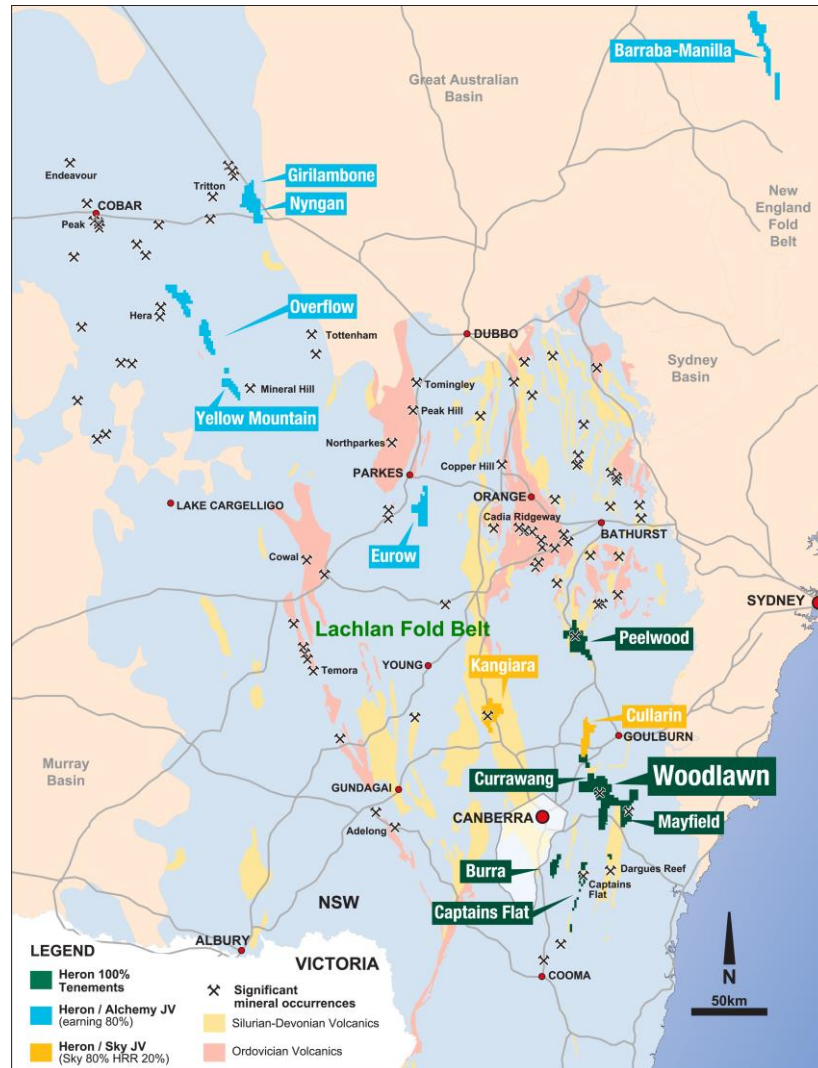 Barraba-Manilla
Great Australian
Basin
Endeavour
Girilambone
Tritton
Nyngan
New
England
Fold
Belt
COBAR
Peak
Overflow
Hera
DUBBO
Tottenham
Sydney
Basin
Tomingley
Mineral Hill
Yellow Mountain
Peak Hill
Northparkes
Copper Hill
PARKES
LAKE CARGELLIGO
ORANGE
Cadia Ridgeway
BATHURST
Eurow
Cowal
SYDNEY
Lachlan Fold Belt
Peelwood
YOUNG
Temora
Kangiara
Cullarin
GOULBURN
Murray
Basin
Currawang
Woodlawn
GUNDAGAI
CANBERRA
Mayfield
Adelong
Burra
Dargues Reef
Captains
Flat
NSW
Captains Flat
ALBURY
VICTORIA
COOMA
N
50km
LEGEND
Heron 100%
Tenements
Heron / Alchemy JV
(earning 80%)
Heron / Sky JV
(Sky 80% HRR 20%)
Significant
mineral occurrences
Silurian-Devonian Volcanics
Ordovician Volcanics